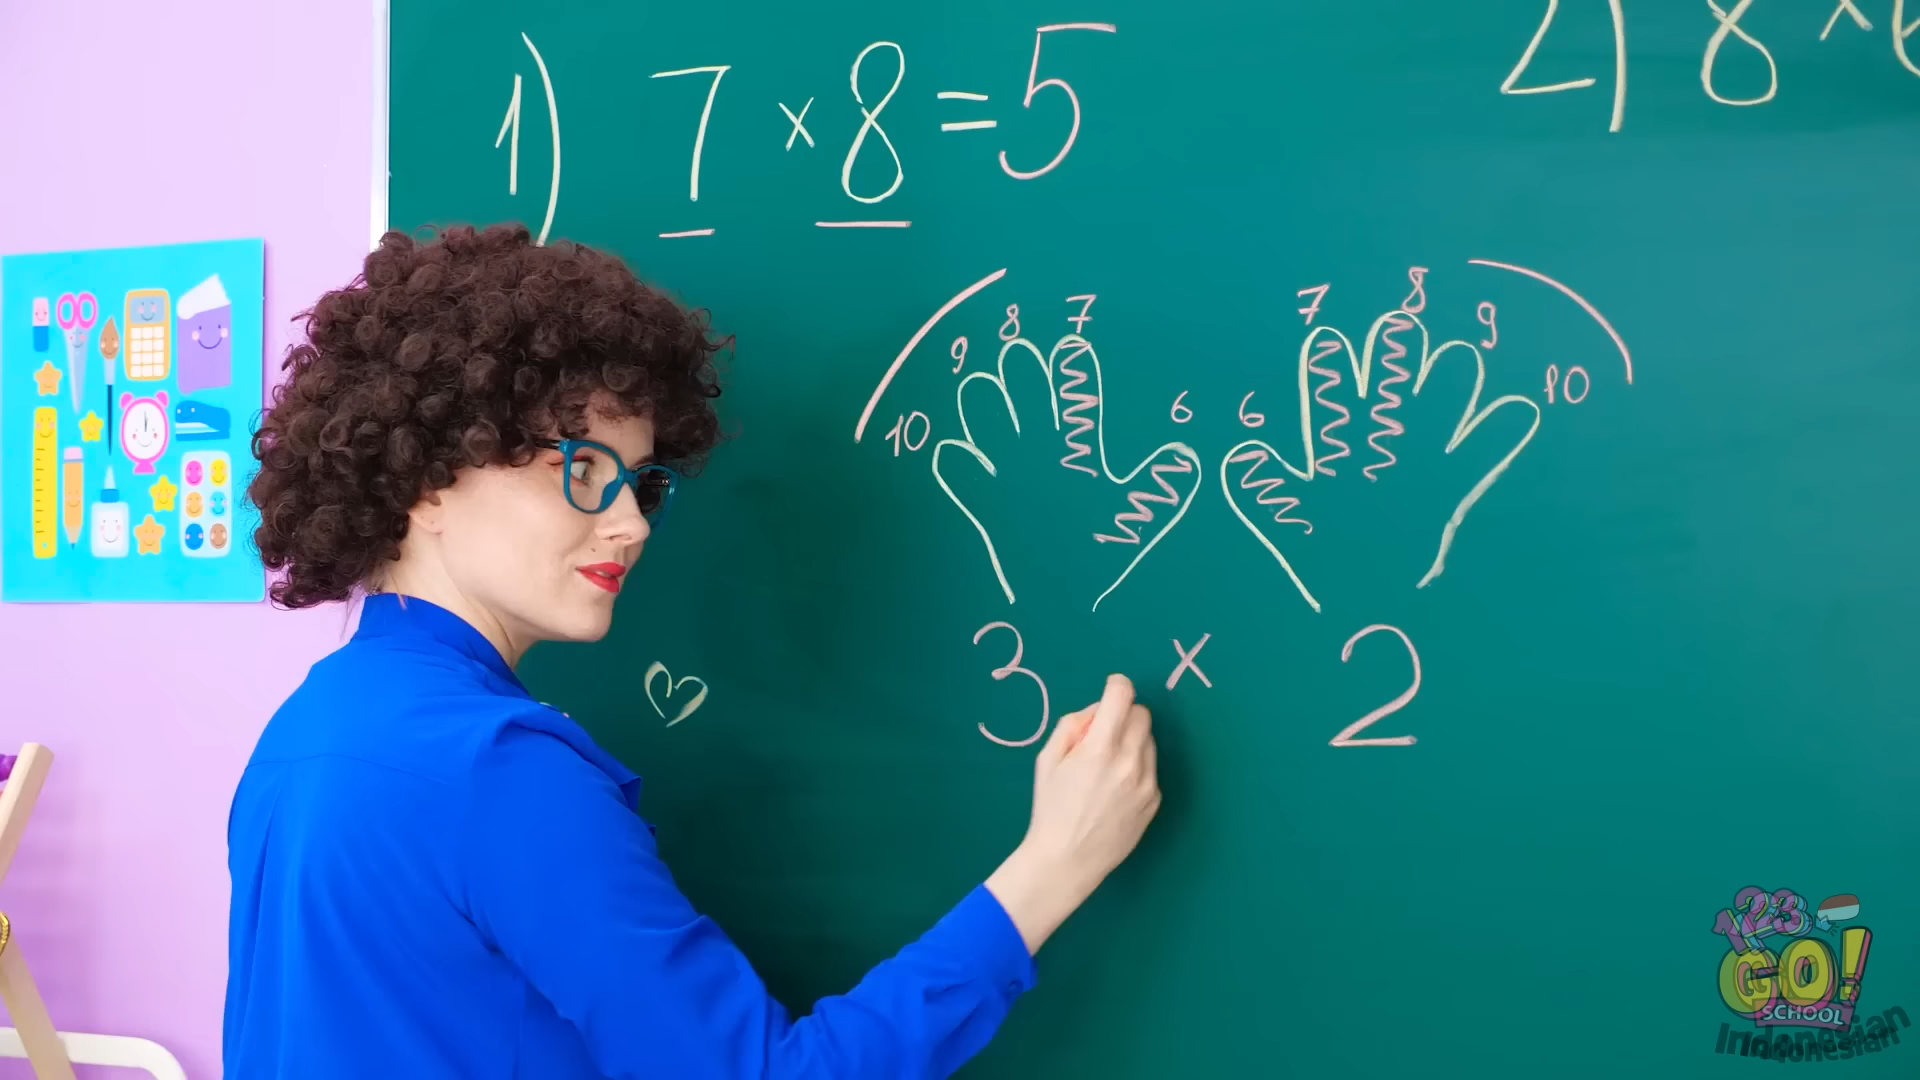 1) 7 × 8 = 5
2) 8 ×
10 9 8 7 6 6 7 8 9 10
3 × 2
123
GO!
SCHOOL
Indonesian